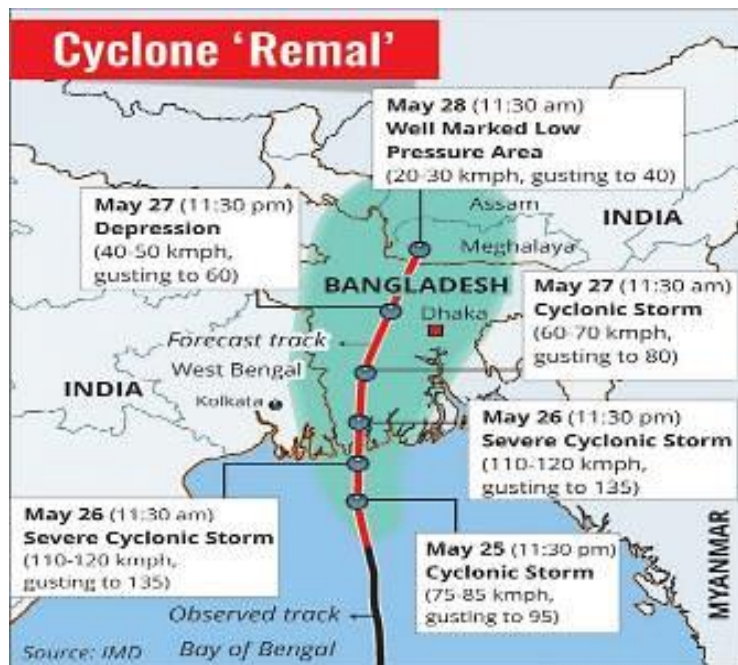 Cyclone ‘Remal’
May 28 (11:30 am)
Well Marked Low
Pressure Area
(20-30 kmph, gusting to 40)
May 27 (11:30 pm)
Depression
(40-50 kmph,
gusting to 60)
Assam
INDIA
Meghalaya
BANGLADESH
May 27 (11:30 am)
Cyclonic Storm
(60-70 kmph,
gusting to 80)
Dhaka
Forecast track
West Bengal
INDIA
Kolkata
May 26 (11:30 pm)
Severe Cyclonic Storm
(110-120 kmph,
gusting to 135)
May 26 (11:30 am)
Severe Cyclonic Storm
(110-120 kmph,
gusting to 135)
May 25 (11:30 pm)
Cyclonic Storm
(75-85 kmph,
gusting to 95)
MYANMAR
Observed track
Source: IMD
Bay of Bengal